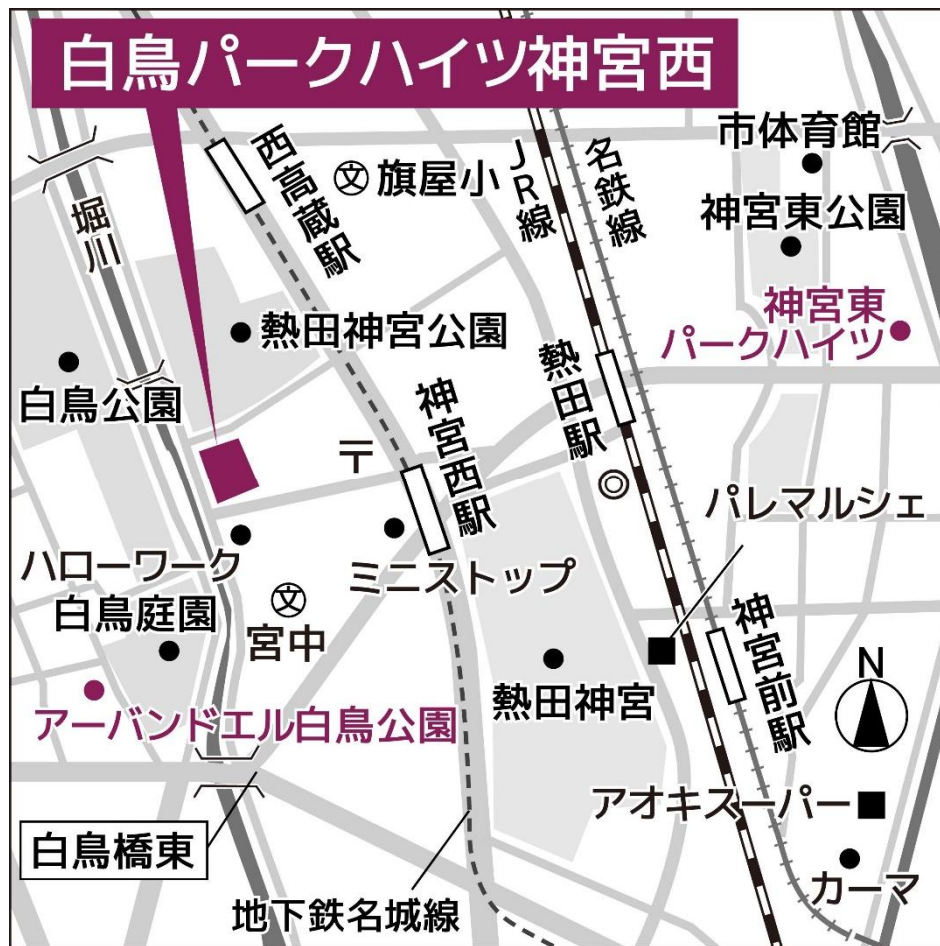 白鳥パークハイツ神宮西
市体育館
西高蔵駅
㊫旗屋小
JR線
名鉄線
堀川
神宮東公園
神宮東
パークハイツ
熱田神宮公園
熱田駅
白鳥公園
神宮西駅
〒
◎
パレマルシェ
ハローワーク
ミニストップ
白鳥庭園
文
宮中
神宮前駅
N
熱田神宮
アーバンドエル白鳥公園
アオキスーパー
白鳥橋東
カーマ
地下鉄名城線